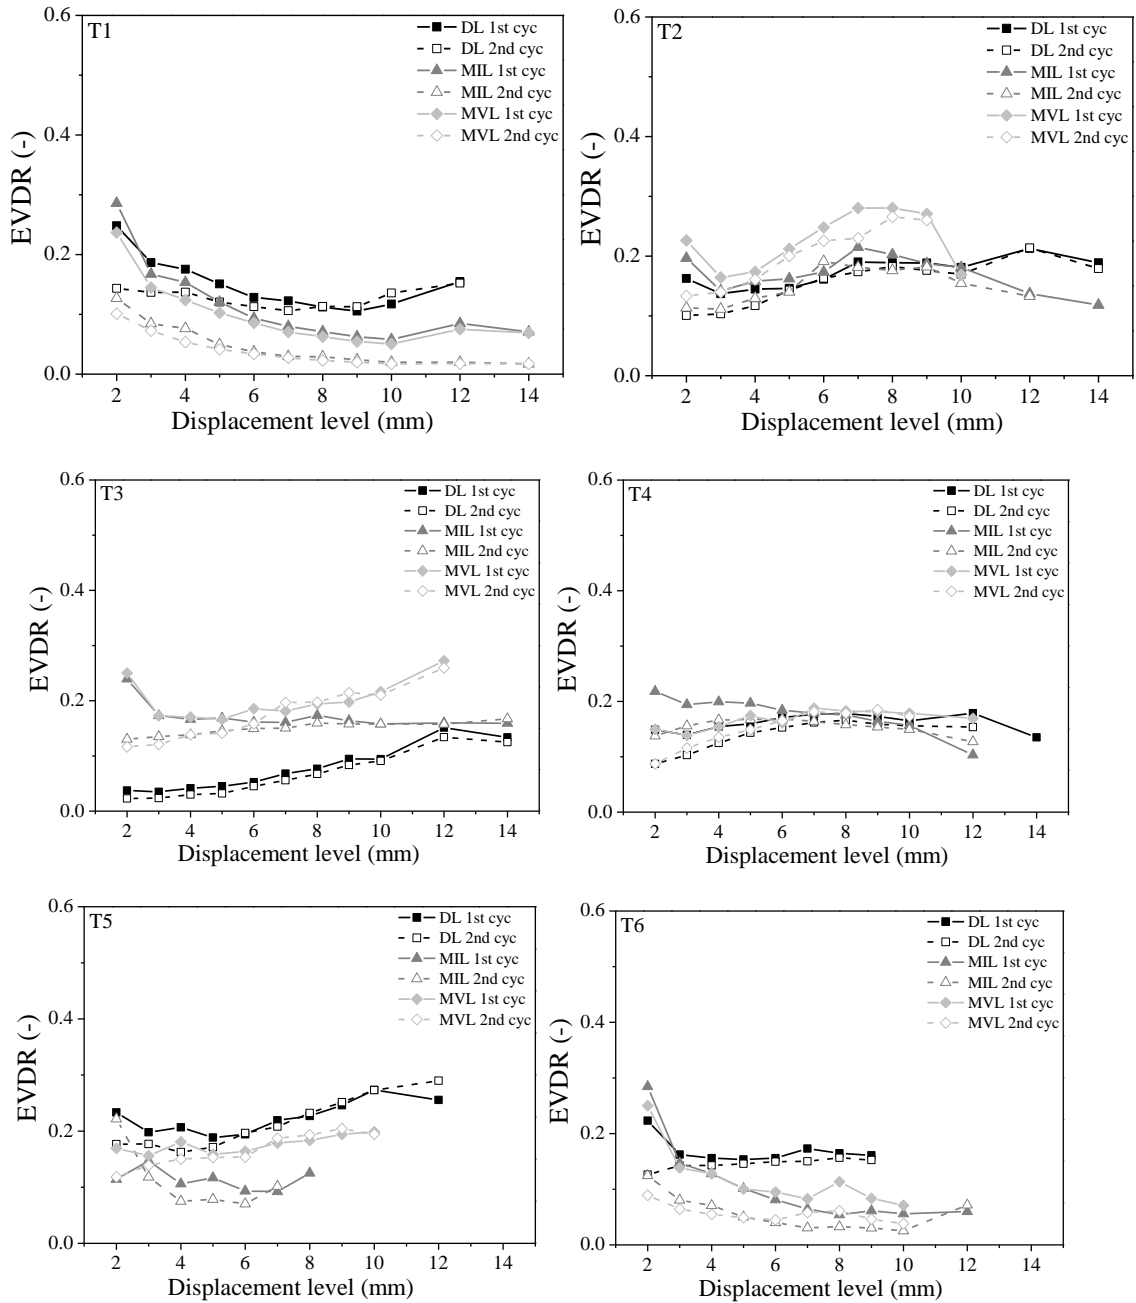 T1
DL 1st cyc
DL 2nd cyc
MIL 1st cyc
MIL 2nd cyc
MVL 1st cyc
MVL 2nd cyc
0.6
0.4
0.2
0.0
EVDR (-)
2 4 6 8 10 12 14
Displacement level (mm)
T2
DL 1st cyc
DL 2nd cyc
MIL 1st cyc
MIL 2nd cyc
MVL 1st cyc
MVL 2nd cyc
0.6
0.4
0.2
0.0
EVDR (-)
2 4 6 8 10 12 14
Displacement level (mm)
T3
DL 1st cyc
DL 2nd cyc
MIL 1st cyc
MIL 2nd cyc
MVL 1st cyc
MVL 2nd cyc
0.6
0.4
0.2
0.0
EVDR (-)
2 4 6 8 10 12 14
Displacement level (mm)
T4
DL 1st cyc
DL 2nd cyc
MIL 1st cyc
MIL 2nd cyc
MVL 1st cyc
MVL 2nd cyc
0.6
0.4
0.2
0.0
EVDR (-)
2 4 6 8 10 12 14
Displacement level (mm)
T5
DL 1st cyc
DL 2nd cyc
MIL 1st cyc
MIL 2nd cyc
MVL 1st cyc
MVL 2nd cyc
0.6
0.4
0.2
0.0
EVDR (-)
2 4 6 8 10 12 14
Displacement level (mm)
T6
DL 1st cyc
DL 2nd cyc
MIL 1st cyc
MIL 2nd cyc
MVL 1st cyc
MVL 2nd cyc
0.6
0.4
0.2
0.0
EVDR (-)
2 4 6 8 10 12 14
Displacement level (mm)